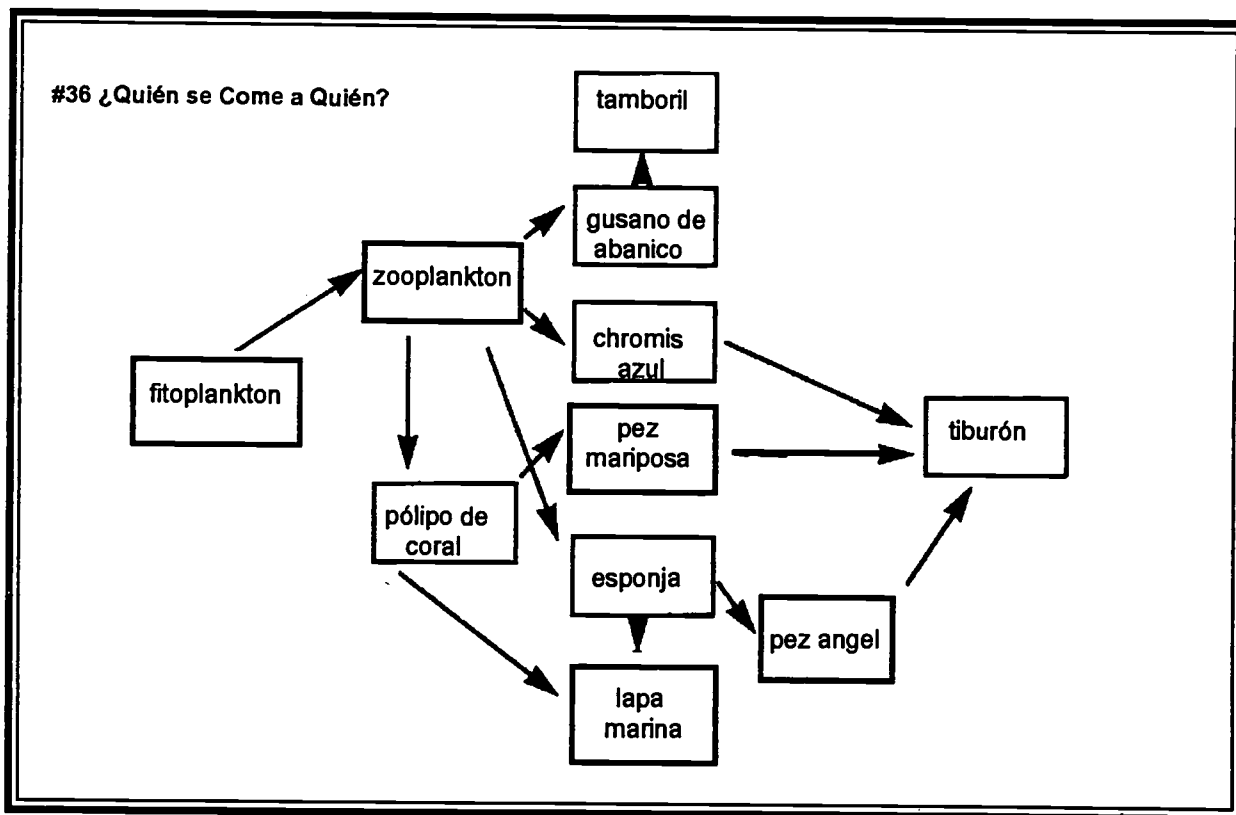 #36 ¿Quién se Come a Quién?
tamboril
gusano de
abanico
zooplankton
chromis
azul
fitoplankton
pez
mariposa
tiburón
pólipo de
coral
esponja
pez angel
lapa
marina